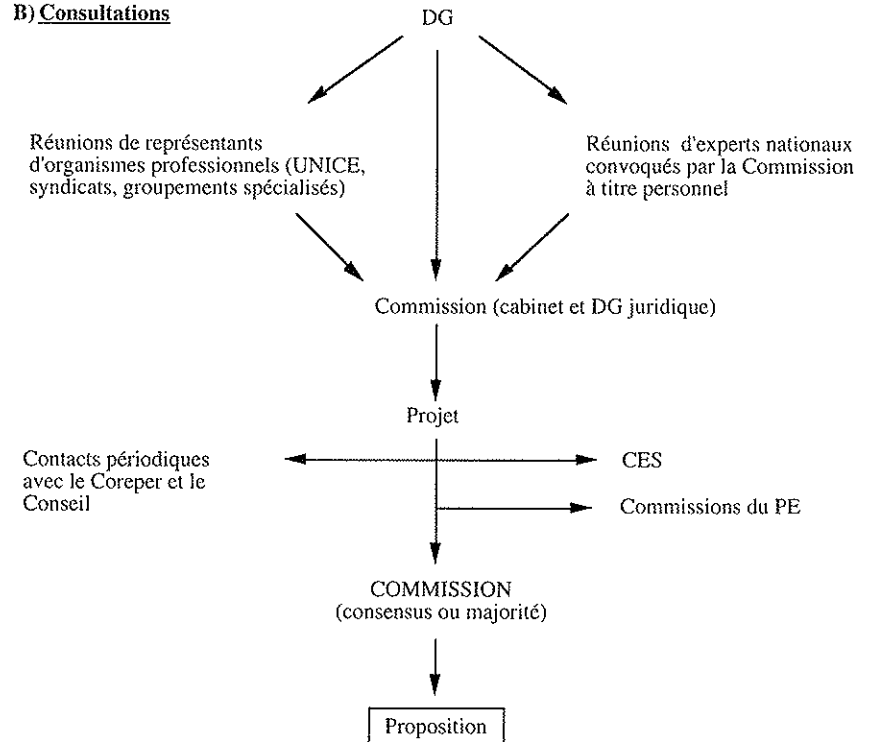 B) Consultations
DG
Réunions de représentants
d'organismes professionnels (UNICE,
syndicats, groupements spécialisés)
Réunions d'experts nationaux
convoqués par la Commission
à titre personnel
Commission (cabinet et DG juridique)
Projet
Contacts périodiques
avec le Coreper et le
Conseil
CES
Commissions du PE
COMMISSION
(consensus ou majorité)
Proposition